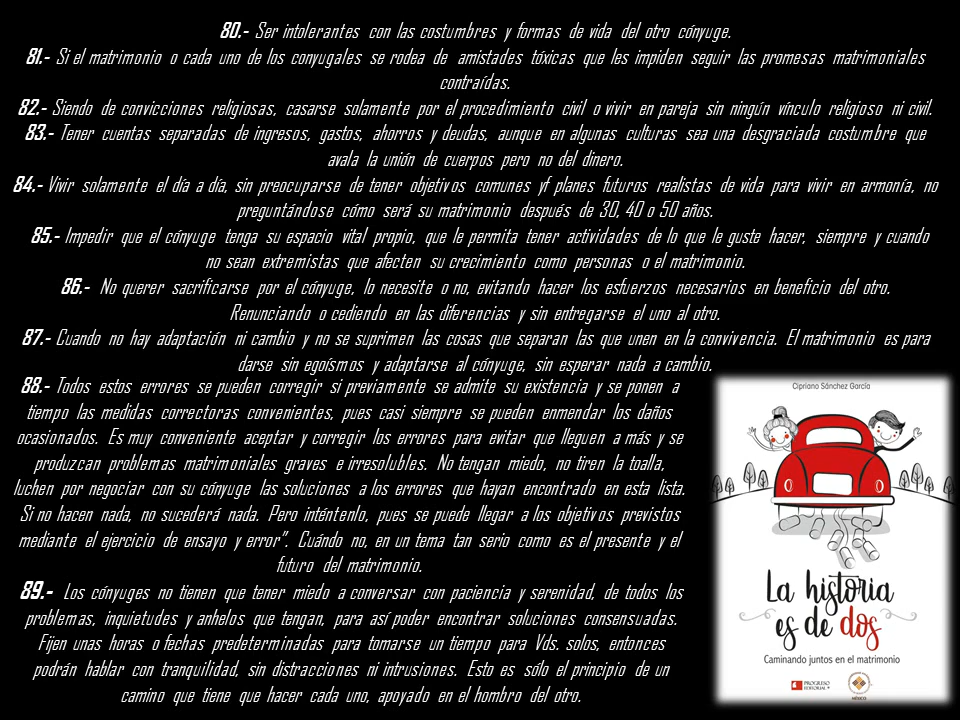 80.- Ser intolerantes con las costumbres y formas de vida del otro cónyuge.
81.- Si el matrimonio o cada uno de los conyugales se rodea de amistades tóxicas que les impiden seguir las promesas matrimoniales
contraídas.
82.- Siendo de convicciones religiosas, casarse solamente por el procedimiento civil o vivir en pareja sin ningún vínculo religioso ni civil.
83.- Tener cuentas separadas de ingresos, gastos, ahorros y deudas, aunque en algunas culturas sea una desgraciada costumbre que
avala la unión de cuerpos pero no del dinero.
84.- Vivir solamente el día a día, sin preocuparse de tener objetivos comunes yf planes futuros realistas de vida para vivir en armonía, no
preguntándose cómo será su matrimonio después de 30, 40 o 50 años.
85.- Impedir que el cónyuge tenga su espacio vital propio, que le permita tener actividades de lo que le guste hacer, siempre y cuando
no sean extremistas que afecten su crecimiento como personas o el matrimonio.
86.- No querer sacrificarse por el cónyuge, lo necesite o no, evitando hacer los esfuerzos necesarios en beneficio del otro.
Renunciando o cediendo en las diferencias y sin entregarse el uno al otro.
87.- Cuando no hay adaptación ni cambio y no se suprimen las cosas que separan las que unen en la convivencia. El matrimonio es para
darse sin egoísmos y adaptarse al cónyuge, sin esperar nada a cambio.
88.- Todos estos errores se pueden corregir si previamente se admite su existencia y se ponen a
tiempo las medidas correctoras convenientes, pues casi siempre se pueden enmendar los daños
ocasionados. Es muy conveniente aceptar y corregir los errores para evitar que lleguen a más y se
produzcan problemas matrimoniales graves e irresolubles. No tengan miedo, no tiren la toalla,
luchen por negociar con su cónyuge las soluciones a los errores que hayan encontrado en esta lista.
Si no hacen nada, no sucederá nada. Pero inténtenlo, pues se puede llegar a los objetivos previstos
mediante el ejercicio de ensayo y error". Cuándo no, en un tema tan serio como es el presente y el
futuro del matrimonio.
89.- Los cónyuges no tienen que tener miedo a conversar con paciencia y serenidad, de todos los
problemas, inquietudes y anhelos que tengan, para así poder encontrar soluciones consensuadas.
Fijen unas horas o fechas predeterminadas para tomarse un tiempo para Vds. solos, entonces
podrán hablar con tranquilidad, sin distracciones ni intrusiones. Esto es sólo el principio de un
camino que tiene que hacer cada uno, apoyado en el hombro del otro.
Cipriano Sánchez García
La historia
es de dos
Caminando juntos en el matrimonio
PROGRESO
EDITORIAL
MÉXICO